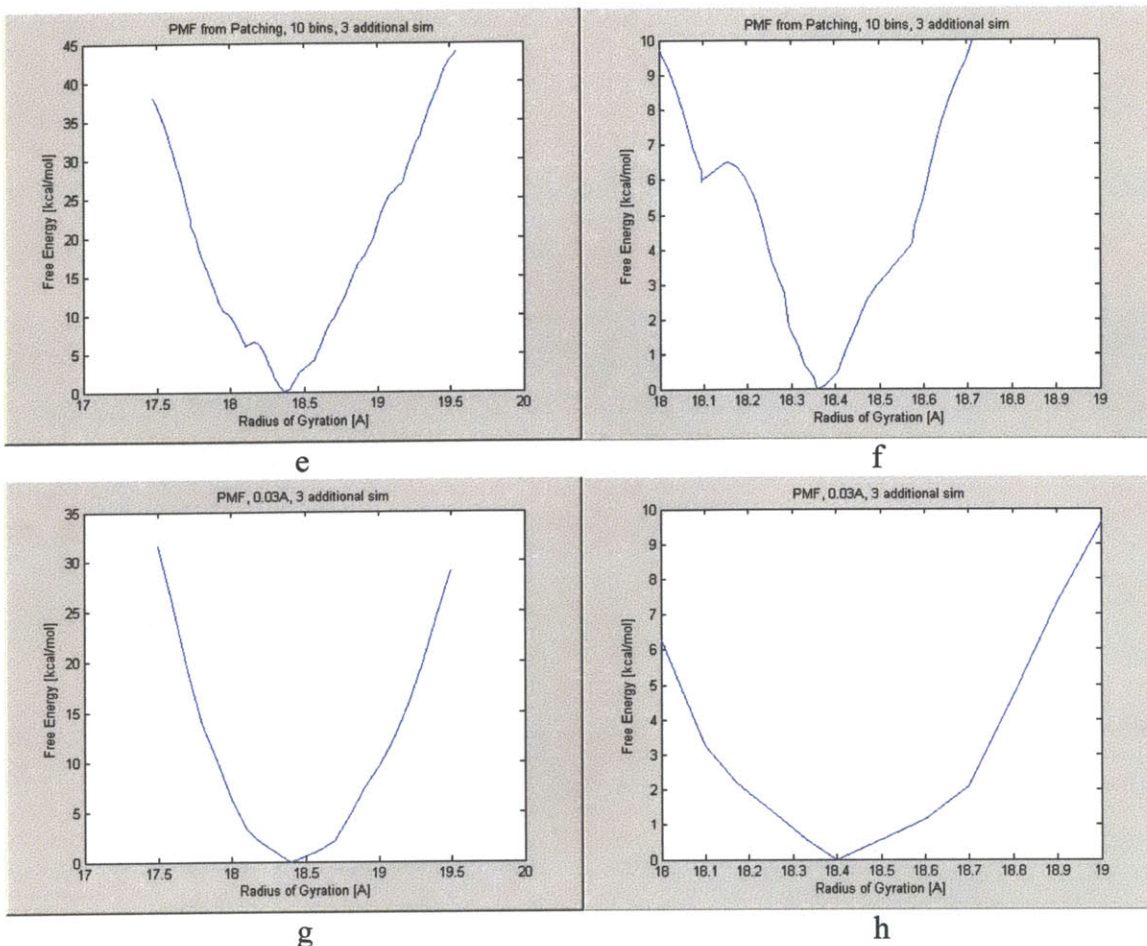 PMF from Patching, 10 bins, 3 additional sim
45
40
35
30
25
20
15
10
5
0
Free Energy [kcal/mol]
17 17.5 18 18.5 19 19.5 20
Radius of Gyration [A]
e
PMF from Patching, 10 bins, 3 additional sim
10
9
8
7
6
5
4
3
2
1
0
Free Energy [kcal/mol]
18 18.1 18.2 18.3 18.4 18.5 18.6 18.7 18.8 18.9 19
Radius of Gyration [A]
f
PMF, 0.03A, 3 additional sim
35
30
25
20
15
10
5
0
Free Energy [kcal/mol]
17 17.5 18 18.5 19 19.5 20
Radius of Gyration [A]
g
PMF, 0.03A, 3 additional sim
10
9
8
7
6
5
4
3
2
1
0
Free Energy [kcal/mol]
18 18.1 18.2 18.3 18.4 18.5 18.6 18.7 18.8 18.9 19
Radius of Gyration [A]
h